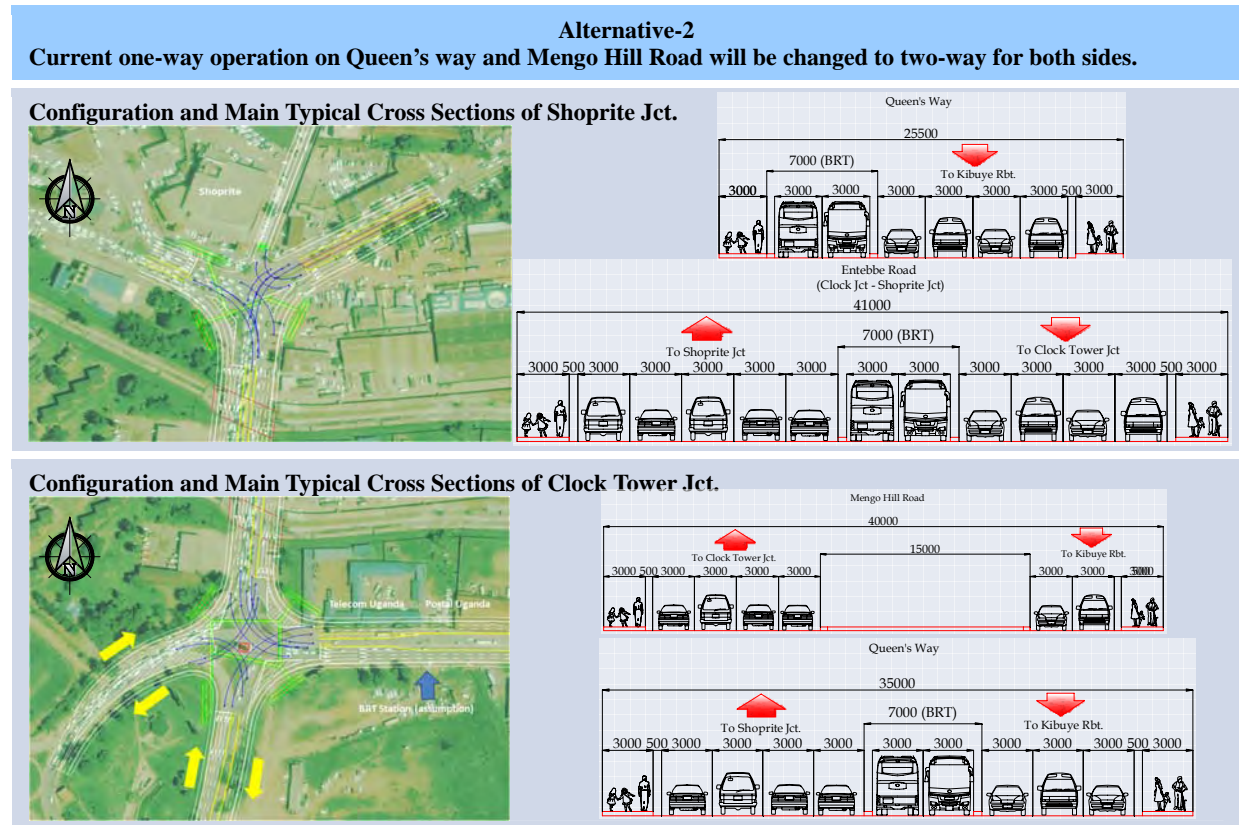 Alternative-2
Current one-way operation on Queen's way and Mengo Hill Road will be changed to two-way for both sides.
Configuration and Main Typical Cross Sections of Shoprite Jct.
Shoprite
N
Queen's Way
25500
7000 (BRT)
To Kibuye Rbt.
3000 3000 3000 3000 3000 3000 3000 500 3000
Entebbe Road
(Clock Jct - Shoprite Jct)
41000
7000 (BRT)
To Shoprite Jct
To Clock Tower Jct
3000 500 3000 3000 3000 3000 3000 3000 3000 3000 3000 3000 3000 500 3000
Configuration and Main Typical Cross Sections of Clock Tower Jct.
N
Telecom Uganda
Postal Uganda
BRT Station (assumption)
Mengo Hill Road
40000
15000
To Clock Tower Jct.
To Kibuye Rbt.
3000 500 3000 3000 3000 3000 3000 3000
Queen's Way
35000
7000 (BRT)
To Shoprite Jct.
To Kibuye Rbt.
3000 500 3000 3000 3000 3000 3000 3000 3000 3000 3000 500 3000